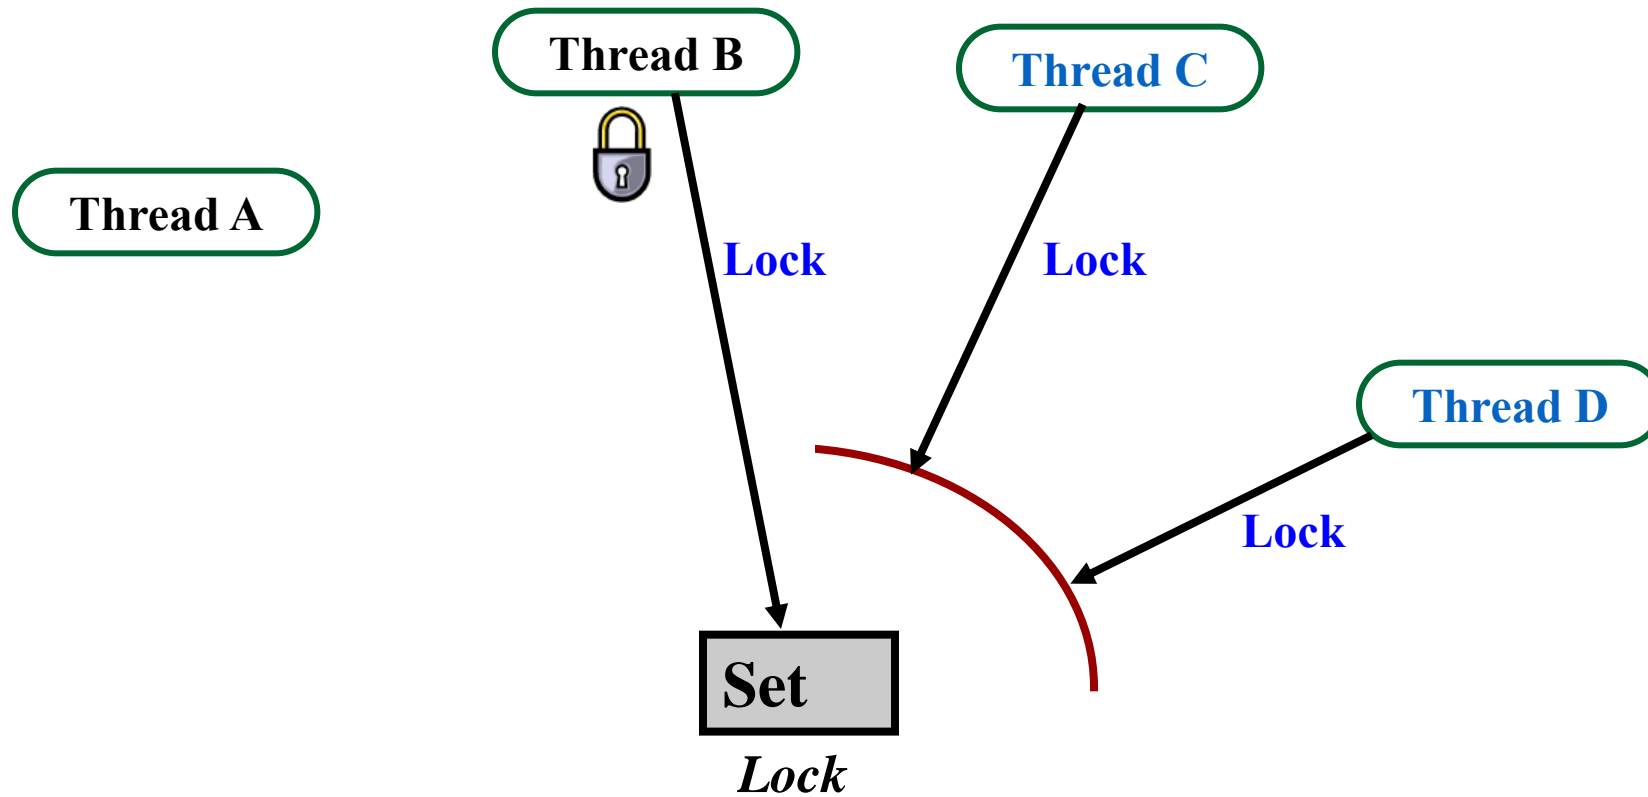 Thread B
Thread C
Thread A
Lock
Lock
Thread D
Lock
Set
Lock